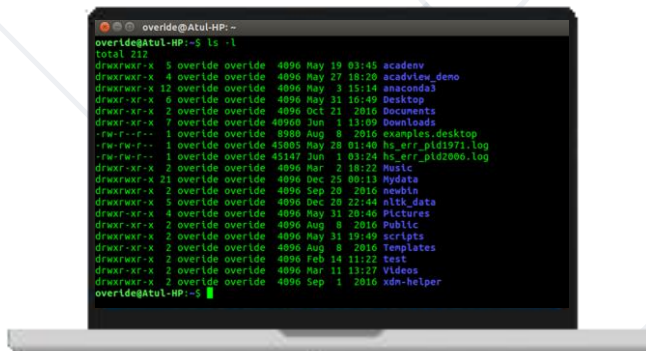 overide@Atul-HP: ~
overide@Atul-HP:~$ ls -l
total 212
drwxrwxr-x 5 overide overide 4096 May 19 03:45 acadenv
drwxrwxr-x 4 overide overide 4096 May 27 18:20 acadview_demo
drwxrwxr-x 12 overide overide 4096 May 3 15:14 anaconda3
drwxr-xr-x 6 overide overide 4096 May 31 16:49 Desktop
drwxr-xr-x 2 overide overide 4096 Oct 21 2016 Documents
drwxr-xr-x 7 overide overide 40960 Jun 1 13:09 Downloads
-rw-r--r-- 1 overide overide 8980 Aug 8 2016 examples.desktop
-rw-rw-r-- 1 overide overide 45005 May 28 01:40 hs_err_pid1971.log
-rw-rw-r-- 1 overide overide 45147 Jun 1 03:24 hs_err_pid2006.log
drwxr-xr-x 2 overide overide 4096 Mar 2 18:22 Music
drwxrwxr-x 21 overide overide 4096 Dec 25 00:13 Mydata
drwxrwxr-x 2 overide overide 4096 Sep 20 2016 newbin
drwxrwxr-x 5 overide overide 4096 Dec 20 22:44 nltk_data
drwxr-xr-x 4 overide overide 4096 May 31 20:46 Pictures
drwxr-xr-x 2 overide overide 4096 Aug 8 2016 Public
drwxrwxr-x 2 overide overide 4096 May 31 19:49 scripts
drwxr-xr-x 2 overide overide 4096 Aug 8 2016 Templates
drwxrwxr-x 2 overide overide 4096 Feb 14 11:22 test
drwxr-xr-x 2 overide overide 4096 Mar 11 13:27 Videos
drwxrwxr-x 2 overide overide 4096 Sep 1 2016 xdm-helper
overide@Atul-HP:~$